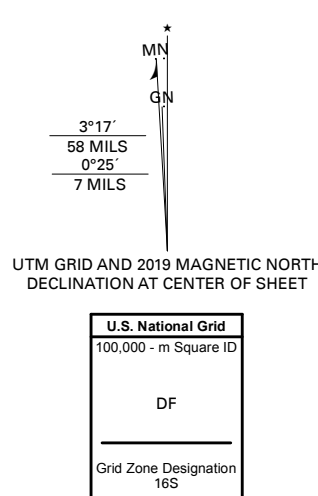 MN
GN
3°17´
58 MILS
0°25´
7 MILS
UTM GRID AND 2019 MAGNETIC NORTH
DECLINATION AT CENTER OF SHEET
U.S. National Grid
100,000 - m Square ID
DF
Grid Zone Designation
16S